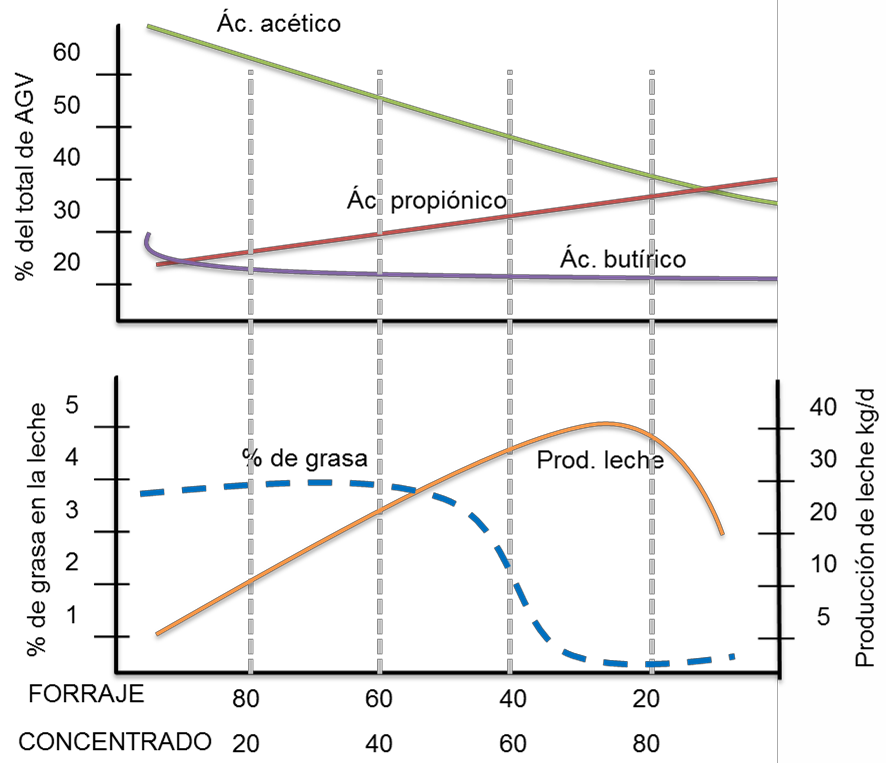 Ác. acético
% del total de AGV
60
50
40
30
20
Ác. propiónico
Ác. butírico
% de grasa en la leche
5
4
3
2
1
% de grasa
Prod. leche
40
30
20
10
5
Producción de leche kg/d
FORRAJE 80 60 40 20
CONCENTRADO 20 40 60 80